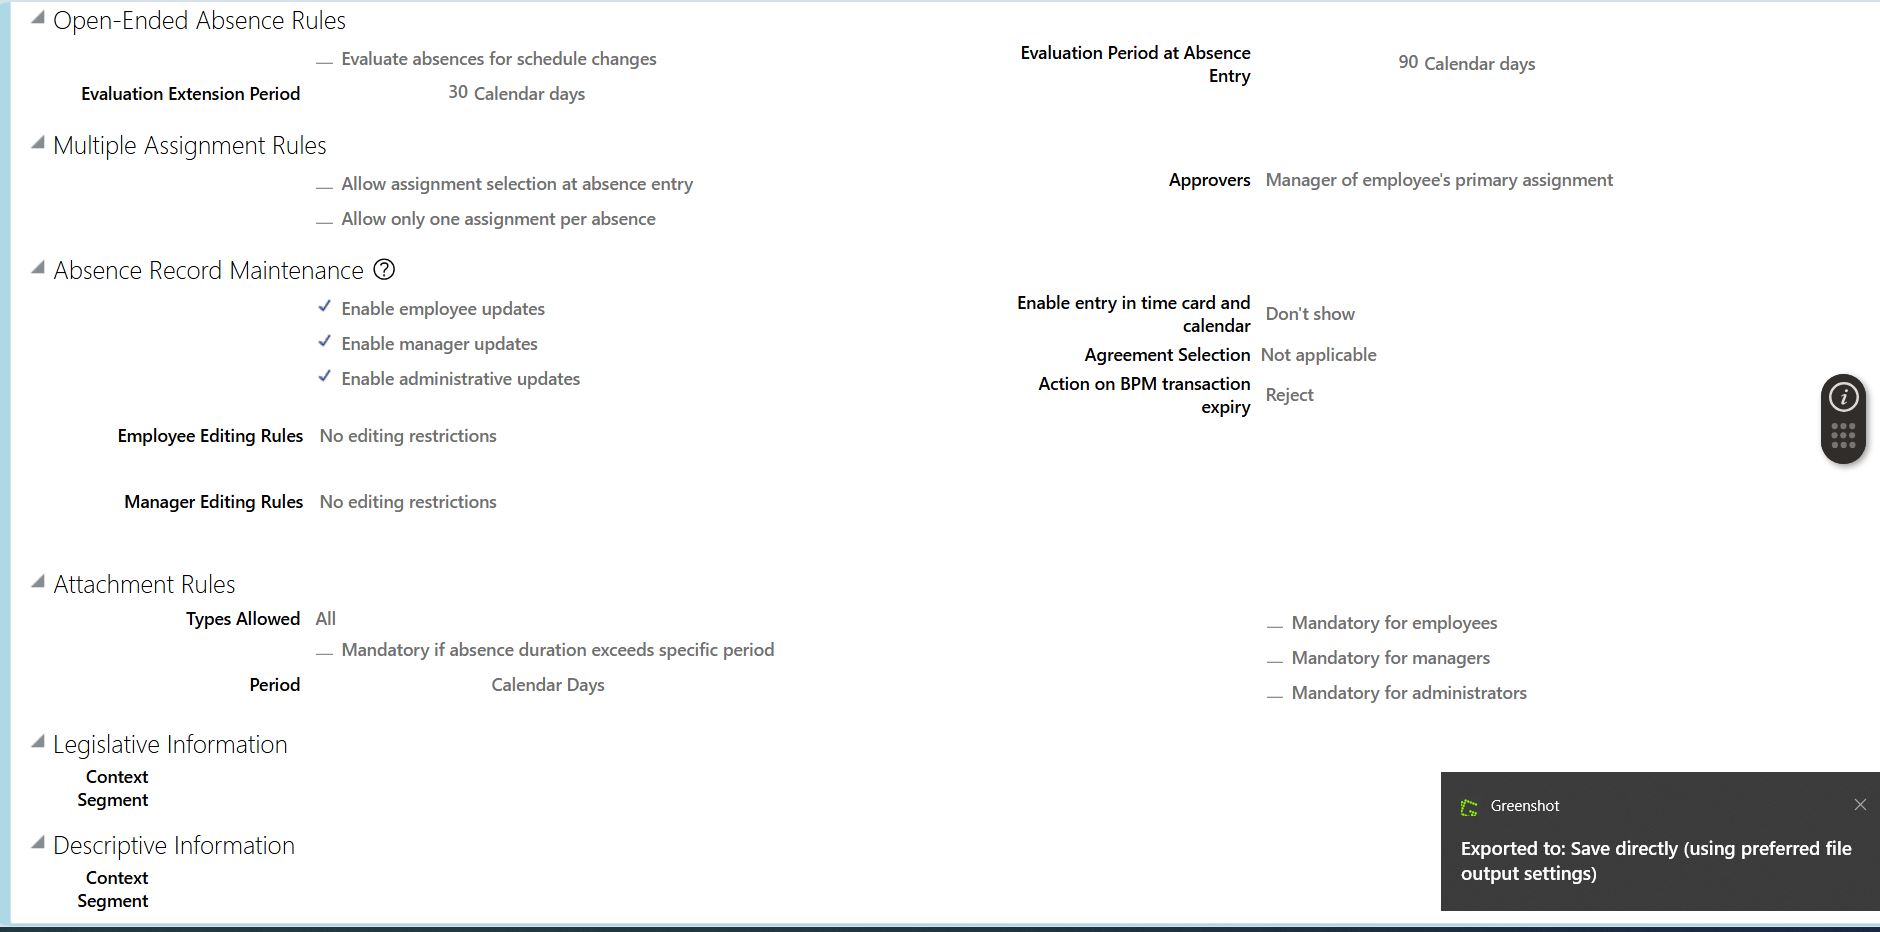 Open-Ended Absence Rules
Evaluate absences for schedule changes
Evaluation Extension Period 30 Calendar days
Evaluation Period at Absence
Entry
90 Calendar days
Multiple Assignment Rules
Allow assignment selection at absence entry
Allow only one assignment per absence
Approvers Manager of employee's primary assignment
Absence Record Maintenance ?
Enable employee updates
Enable manager updates
Enable administrative updates
Employee Editing Rules No editing restrictions
Manager Editing Rules No editing restrictions
Enable entry in time card and
calendar
Don't show
Agreement Selection Not applicable
Action on BPM transaction
expiry
Reject
i
Attachment Rules
Types Allowed All
Mandatory if absence duration exceeds specific period
Period Calendar Days
Mandatory for employees
Mandatory for managers
Mandatory for administrators
Legislative Information
Context
Segment
Descriptive Information
Context
Segment
Greenshot
Exported to: Save directly (using preferred file
output settings)